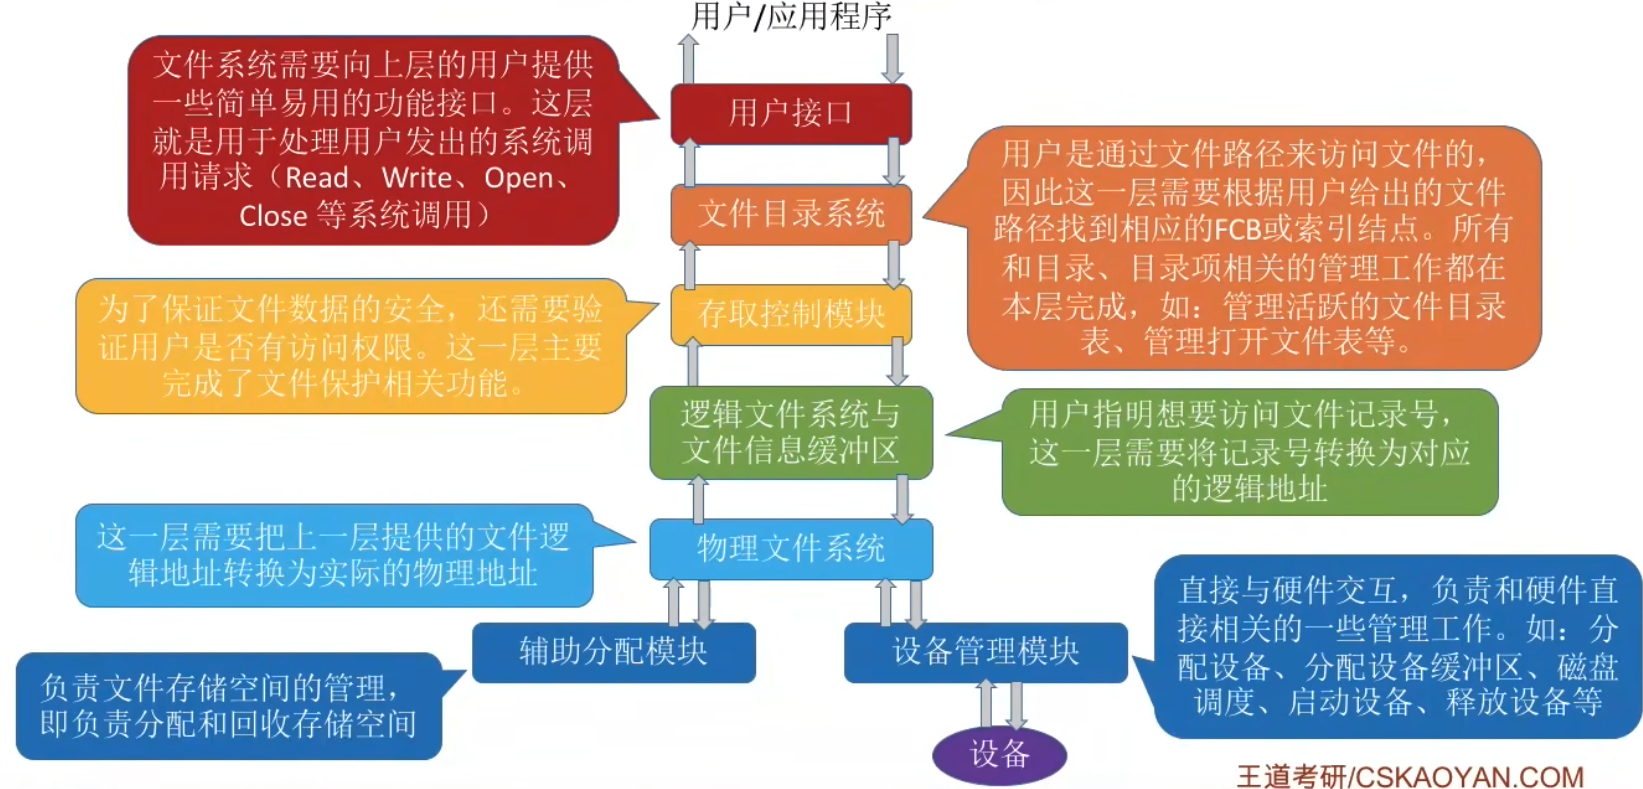 用户/应用程序
文件系统需要向上层的用户提供
一些简单易用的功能接口。这层
就是用于处理用户发出的系统调
用请求（Read、Write、Open、
Close 等系统调用）
用户接口
文件目录系统
用户是通过文件路径来访问文件的，
因此这一层需要根据用户给出的文件
路径找到相应的FCB或索引结点。所有
和目录、目录项相关的管理工作都在
本层完成，如：管理活跃的文件目录
表、管理打开文件表等。
为了保证文件数据的安全，还需要验
证用户是否有访问权限。这一层主要
完成了文件保护相关功能。
存取控制模块
逻辑文件系统与
文件信息缓冲区
用户指明想要访问文件记录号，
这一层需要将记录号转换为对应
的逻辑地址
这一层需要把上一层提供的文件逻
辑地址转换为实际的物理地址
物理文件系统
辅助分配模块
负责文件存储空间的管理，
即负责分配和回收存储空间
设备管理模块
直接与硬件交互，负责和硬件直
接相关的一些管理工作。如：分
配设备、分配设备缓冲区、磁盘
调度、启动设备、释放设备等
设备
王道考研/CSKAOYAN.COM